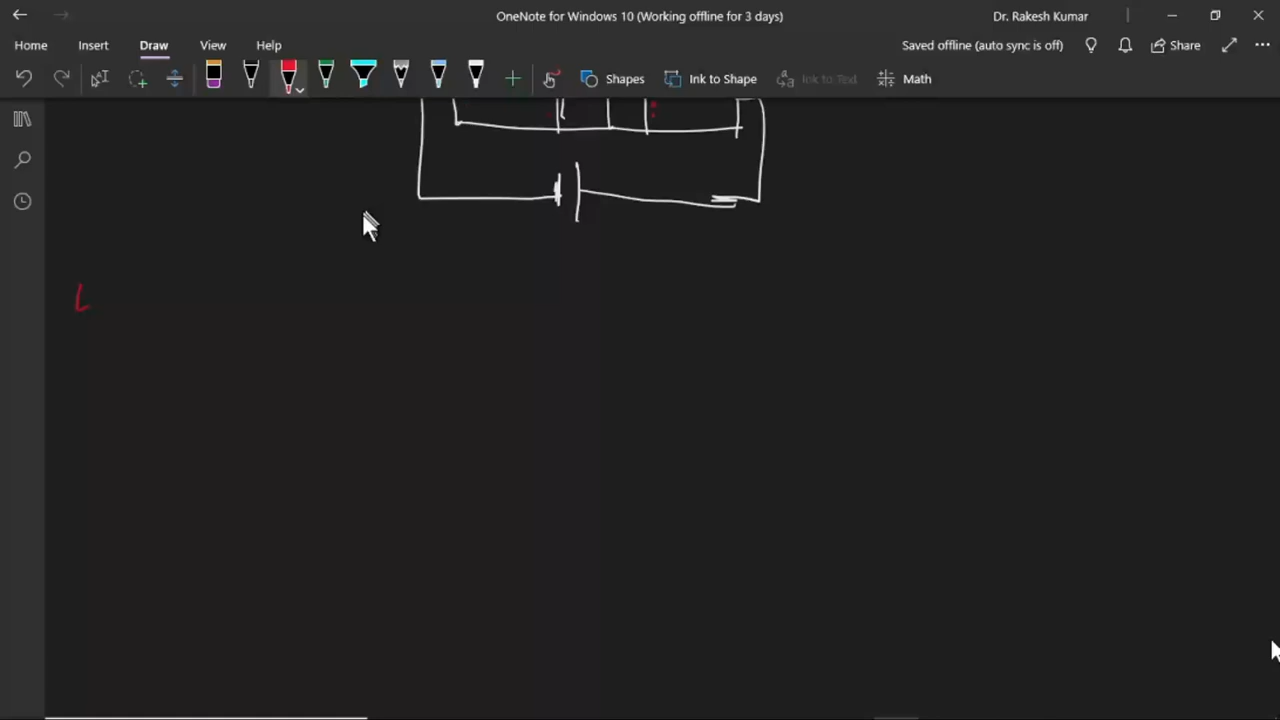 OneNote for Windows 10 (Working offline for 3 days)
Dr. Rakesh Kumar
Home Insert Draw View Help
Saved offline (auto sync is off)
Share
Shapes
Ink to Shape
Ink to Text
Math
L